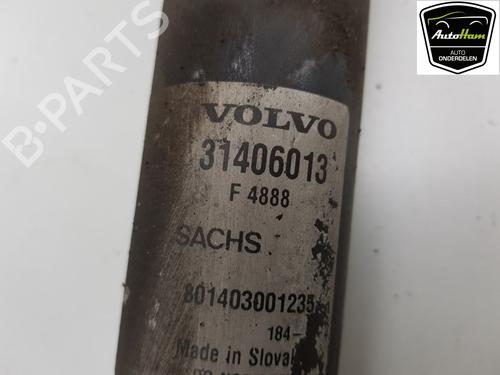 AutoHam
AUTO
ONDERDELEN
B-PARTS
VOLVO
31406013
F 4888
SACHS
801403001235
184-
Made in Slovak